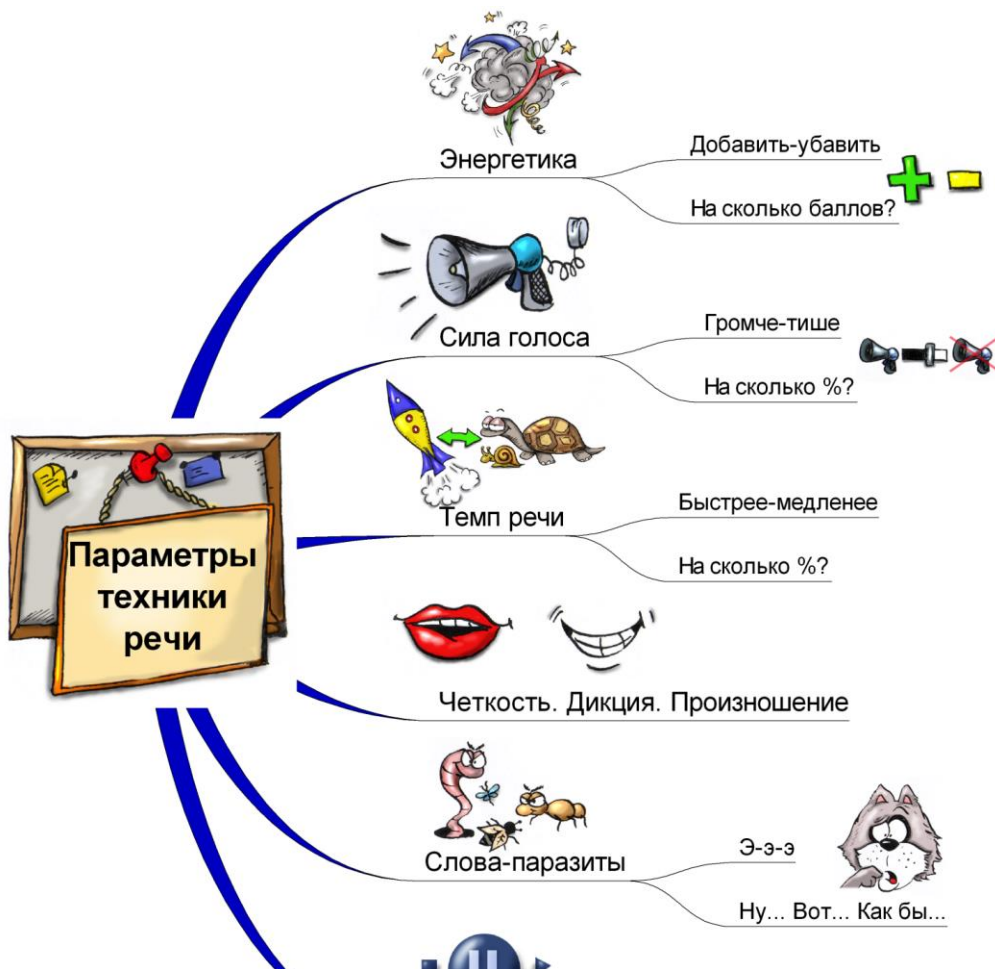 Энергетика
Добавить-убавить
На сколько баллов?
Сила голоса
Громче-тише
На сколько %?
Параметры
техники
речи
Темп речи
Быстрее-медленее
На сколько %?
Четкость. Дикция. Произношение
Слова-паразиты
Э-э-э
Ну... Вот... Как бы...